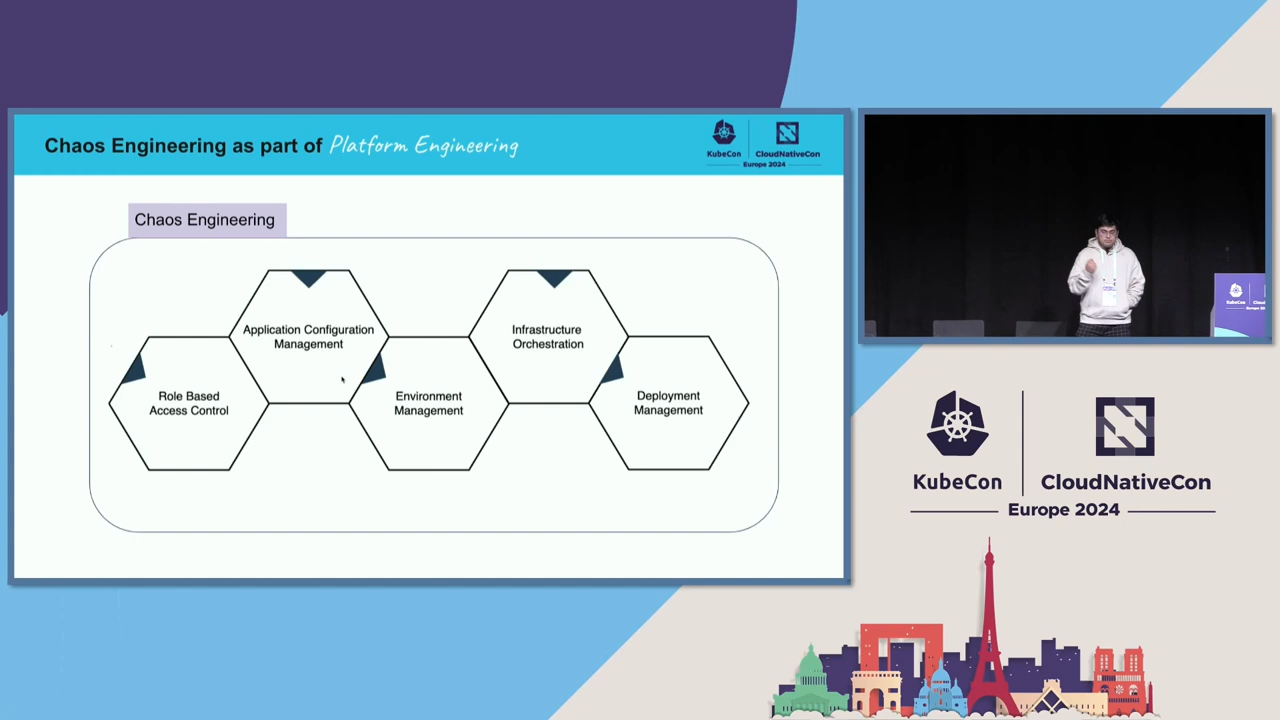 Chaos Engineering as part of Platform Engineering
KubeCon
CloudNativeCon
Europe 2024
Chaos Engineering
Application Configuration
Management
Infrastructure
Orchestration
Role Based
Access Control
Environment
Management
Deployment
Management
KubeCon
KubeCon
CloudNativeCon
Europe 2024